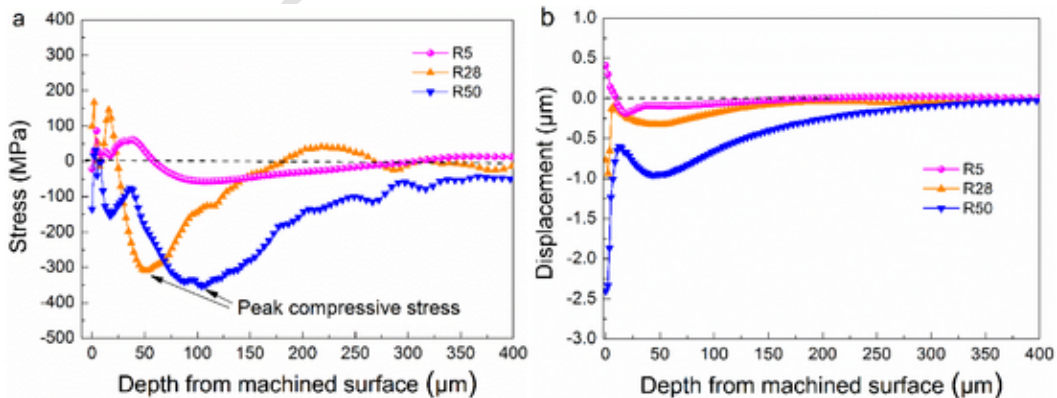 a
400
300
200
100
0
-100
-200
-300
-400
-500
Stress (MPa)
R5
R28
R50
Peak compressive stress
0 50 100 150 200 250 300 350 400
Depth from machined surface (μm)
b
1.0
0.5
0.0
-0.5
-1.0
-1.5
-2.0
-2.5
-3.0
Displacement (μm)
R5
R28
R50
0 50 100 150 200 250 300 350 400
Depth from machined surface (μm)